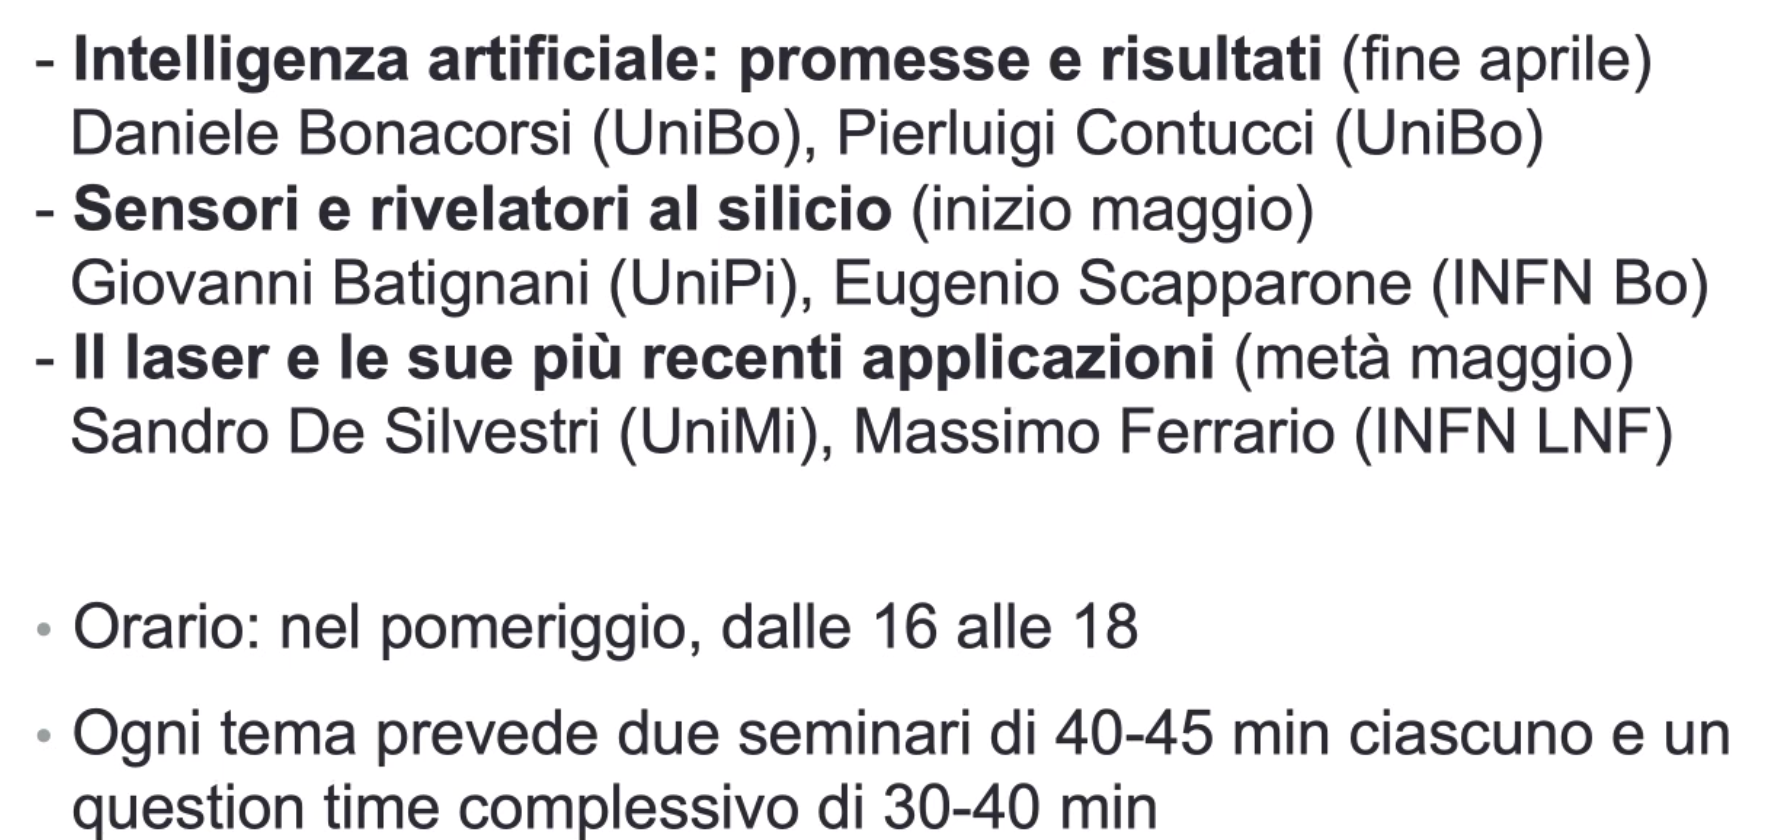 - Intelligenza artificiale: promesse e risultati (fine aprile)
Daniele Bonacorsi (UniBo), Pierluigi Contucci (UniBo)
- Sensori e rivelatori al silicio (inizio maggio)
Giovanni Batignani (UniPi), Eugenio Scapparone (INFN Bo)
- Il laser e le sue più recenti applicazioni (metà maggio)
Sandro De Silvestri (UniMi), Massimo Ferrario (INFN LNF)
• Orario: nel pomeriggio, dalle 16 alle 18
• Ogni tema prevede due seminari di 40-45 min ciascuno e un
question time complessivo di 30-40 min